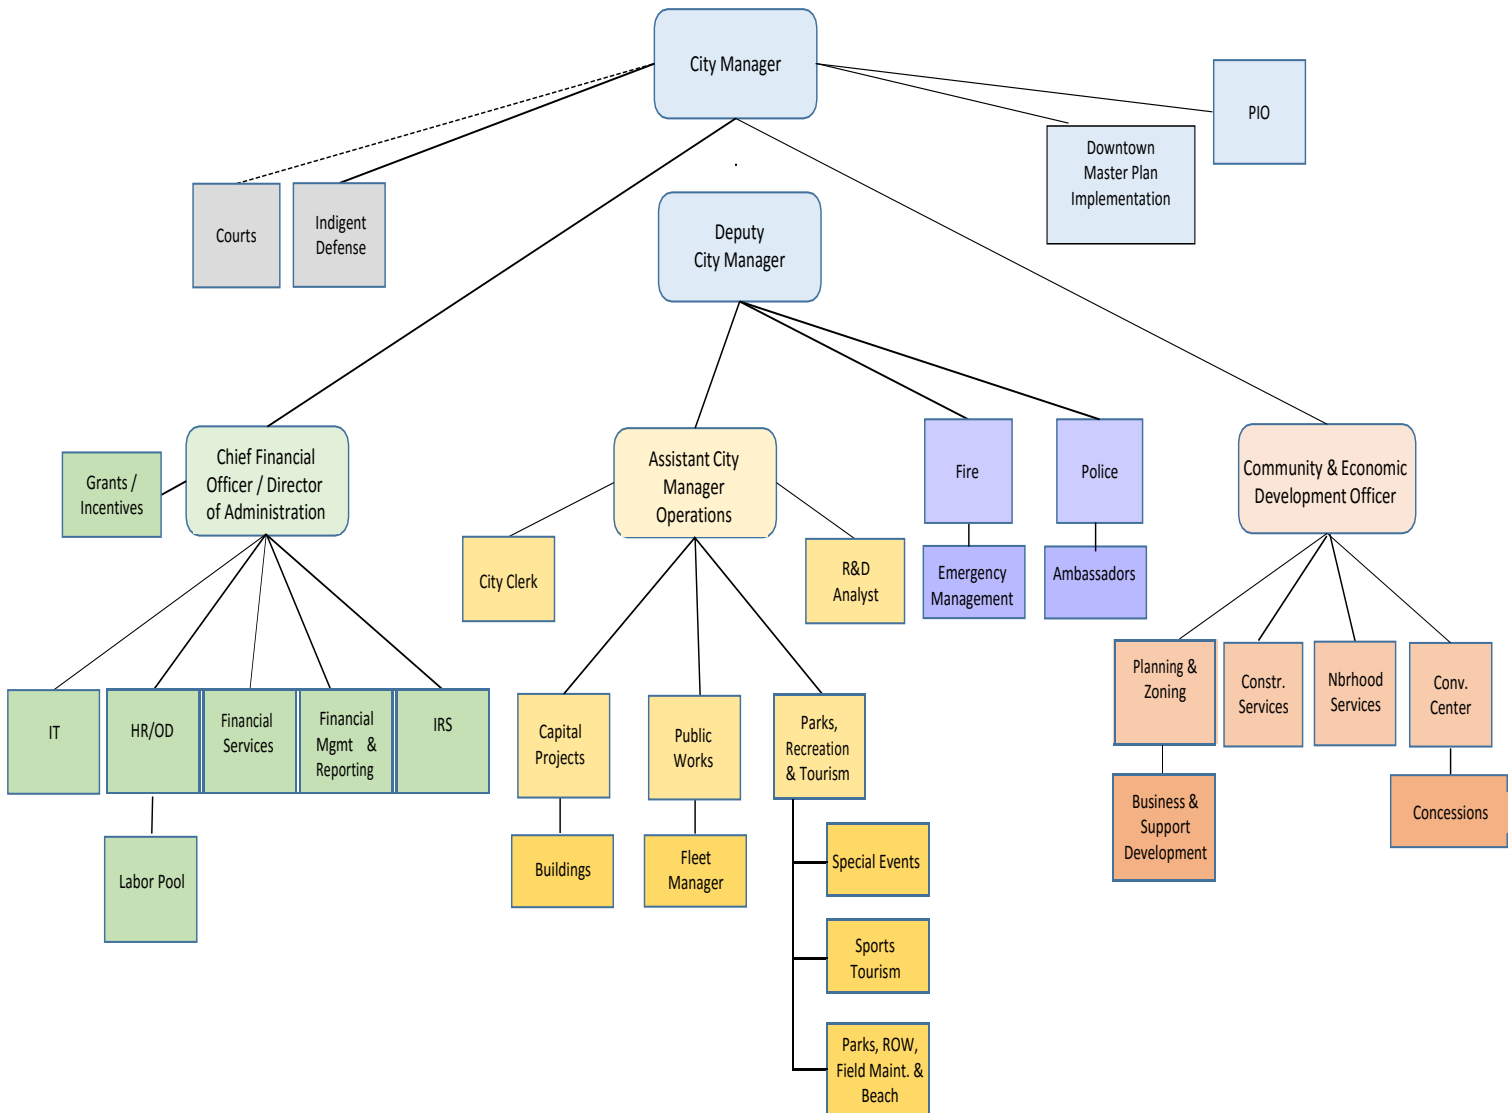 City Manager
PIO
Downtown
Master Plan
Implementation
Courts
Indigent
Defense
Deputy
City Manager
Grants /
Incentives
Chief Financial
Officer / Director
of Administration
Assistant City
Manager
Operations
Fire
Police
Community & Economic
Development Officer
City Clerk
R&D
Analyst
Emergency
Management
Ambassadors
IT
HR/OD
Financial
Services
Financial
Mgmt &
Reporting
IRS
Capital
Projects
Public
Works
Parks,
Recreation
& Tourism
Planning &
Zoning
Constr.
Services
Nbrhood
Services
Conv.
Center
Labor Pool
Buildings
Fleet
Manager
Special Events
Business &
Support
Development
Concessions
Sports
Tourism
Parks, ROW,
Field Maint. &
Beach